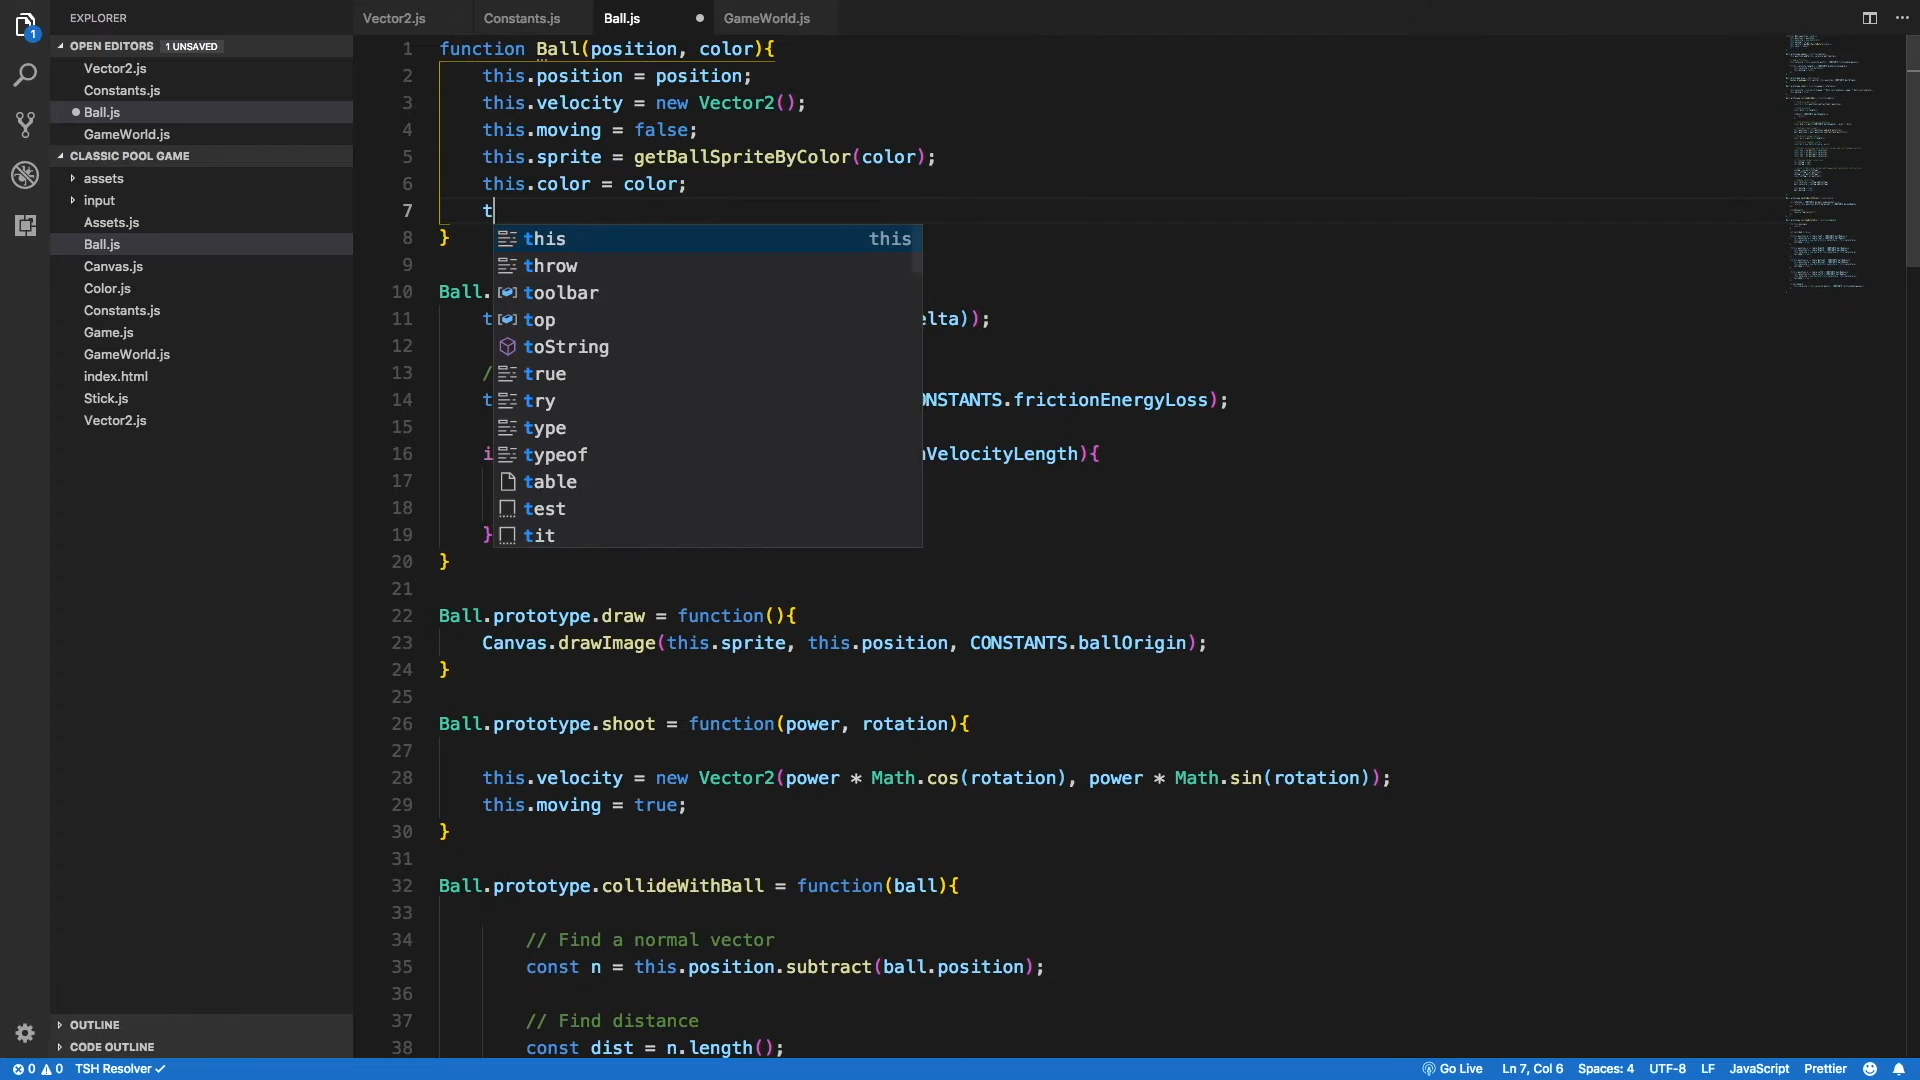 EXPLORER
OPEN EDITORS 1 UNSAVED
Vector2.js
Constants.js
Ball.js
GameWorld.js
CLASSIC POOL GAME
assets
input
Assets.js
Ball.js
Canvas.js
Color.js
Constants.js
Game.js
GameWorld.js
index.html
Stick.js
Vector2.js
OUTLINE
CODE OUTLINE
1
Vector2.js Constants.js Ball.js GameWorld.js
1 function Ball(position, color){
2 this.position = position;
3 this.velocity = new Vector2();
4 this.moving = false;
5 this.sprite = getBallSpriteByColor(color);
6 this.color = color;
7 t
8 }
9
10 Ball.
11 t elta));
12
13 /
14 t ONSTANTS.frictionEnergyLoss);
15
16 i VelocityLength){
17
18
19 }
20 }
21
22 Ball.prototype.draw = function(){
23 Canvas.drawImage(this.sprite, this.position, CONSTANTS.ballOrigin);
24 }
25
26 Ball.prototype.shoot = function(power, rotation){
27
28 this.velocity = new Vector2(power * Math.cos(rotation), power * Math.sin(rotation));
29 this.moving = true;
30 }
31
32 Ball.prototype.collideWithBall = function(ball){
33
34 // Find a normal vector
35 const n = this.position.subtract(ball.position);
36
37 // Find distance
38 const dist = n.length();
this this
throw
toolbar
top
toString
true
try
type
typeof
table
test
tit
0 0 TSH Resolver Go Live Ln 7, Col 6 Spaces: 4 UTF-8 LF JavaScript Prettier